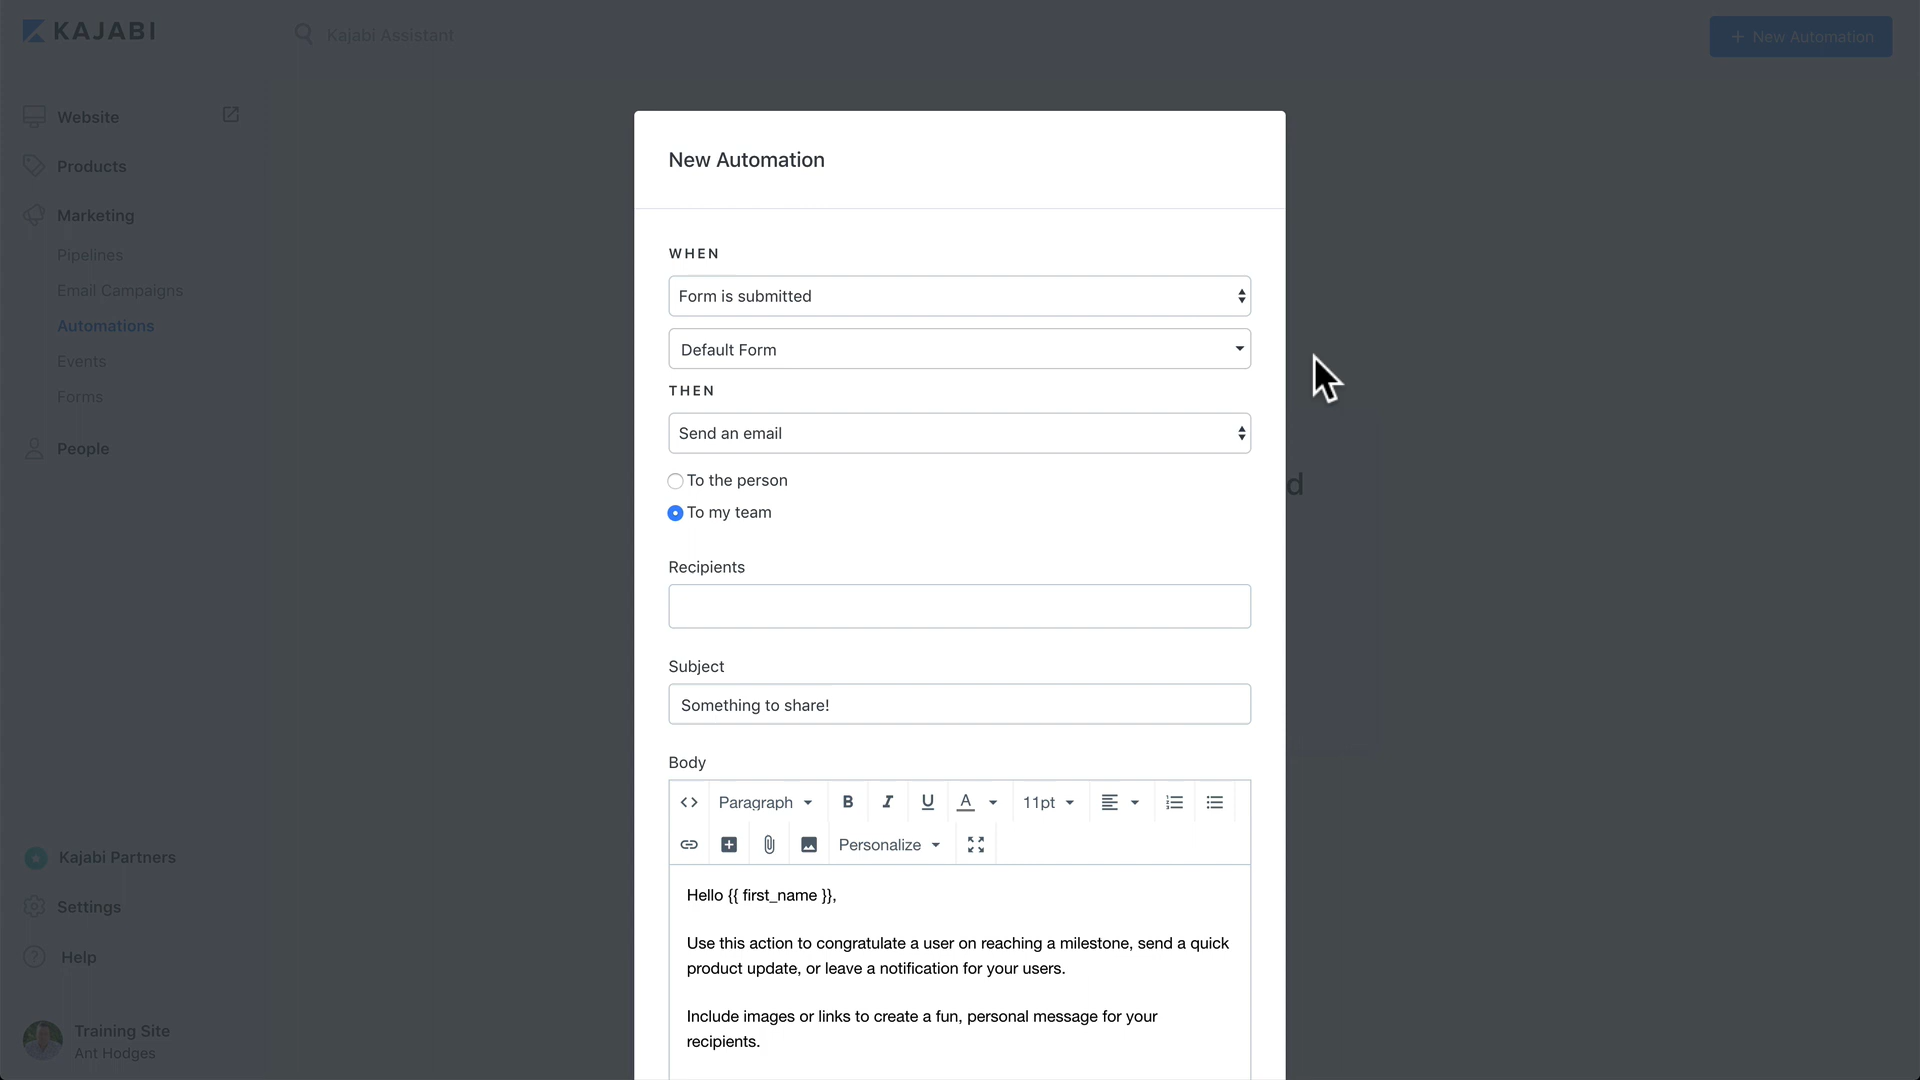 KAJABI
Kajabi Assistant
+ New Automation
Website
Products
Marketing
Pipelines
Email Campaigns
Automations
Events
Forms
People
Kajabi Partners
Settings
Help
Training Site
Ant Hodges
New Automation
WHEN
Form is submitted
Default Form
THEN
Send an email
To the person
To my team
Recipients
Subject
Something to share!
Body
Paragraph B I U A 11pt
Personalize
Hello {{ first_name }},
Use this action to congratulate a user on reaching a milestone, send a quick
product update, or leave a notification for your users.
Include images or links to create a fun, personal message for your
recipients.
d